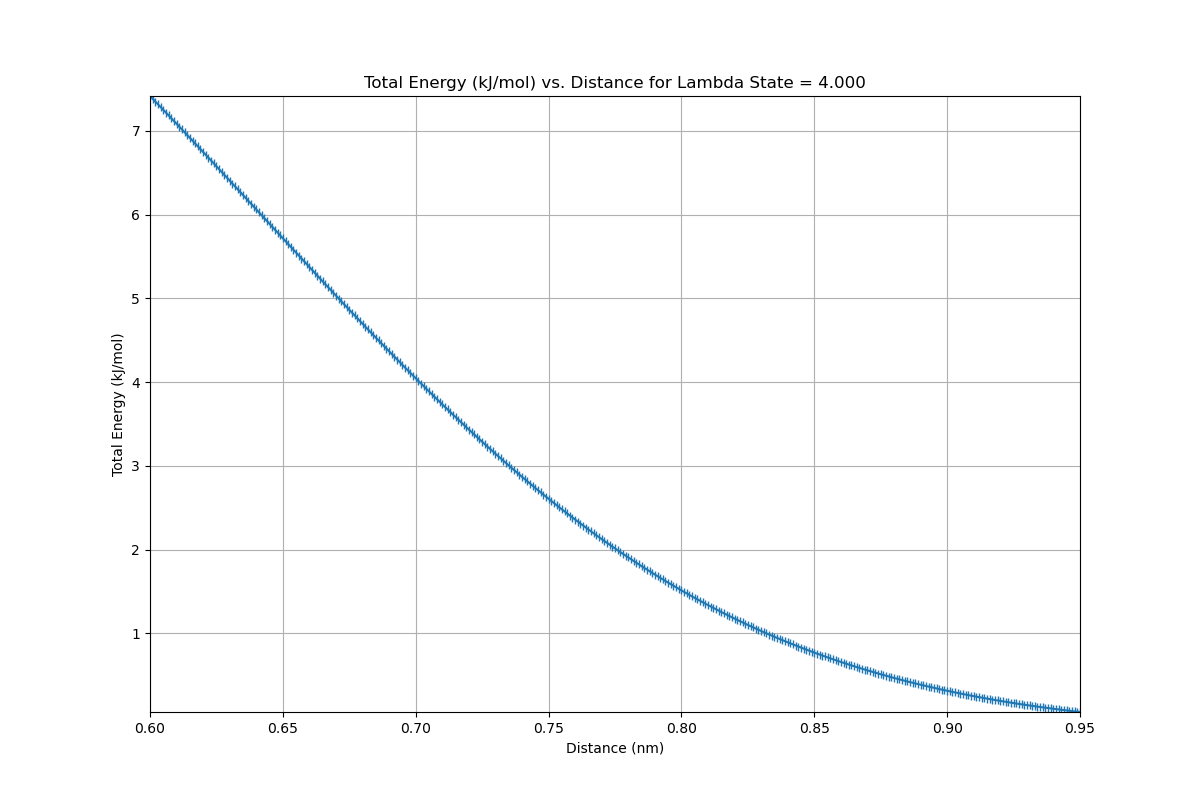 Total Energy (kJ/mol) vs. Distance for Lambda State = 4.000
7
6
5
4
3
2
1
Total Energy (kJ/mol)
0.60 0.65 0.70 0.75 0.80 0.85 0.90 0.95
Distance (nm)